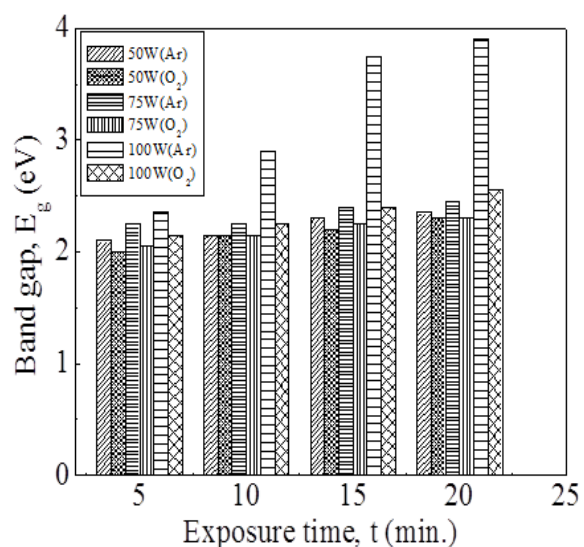 4
3
2
1
0
Band gap, E_g (eV)
50W(Ar)
50W(O₂)
75W(Ar)
75W(O₂)
100W(Ar)
100W(O₂)
5 10 15 20 25
Exposure time, t (min.)